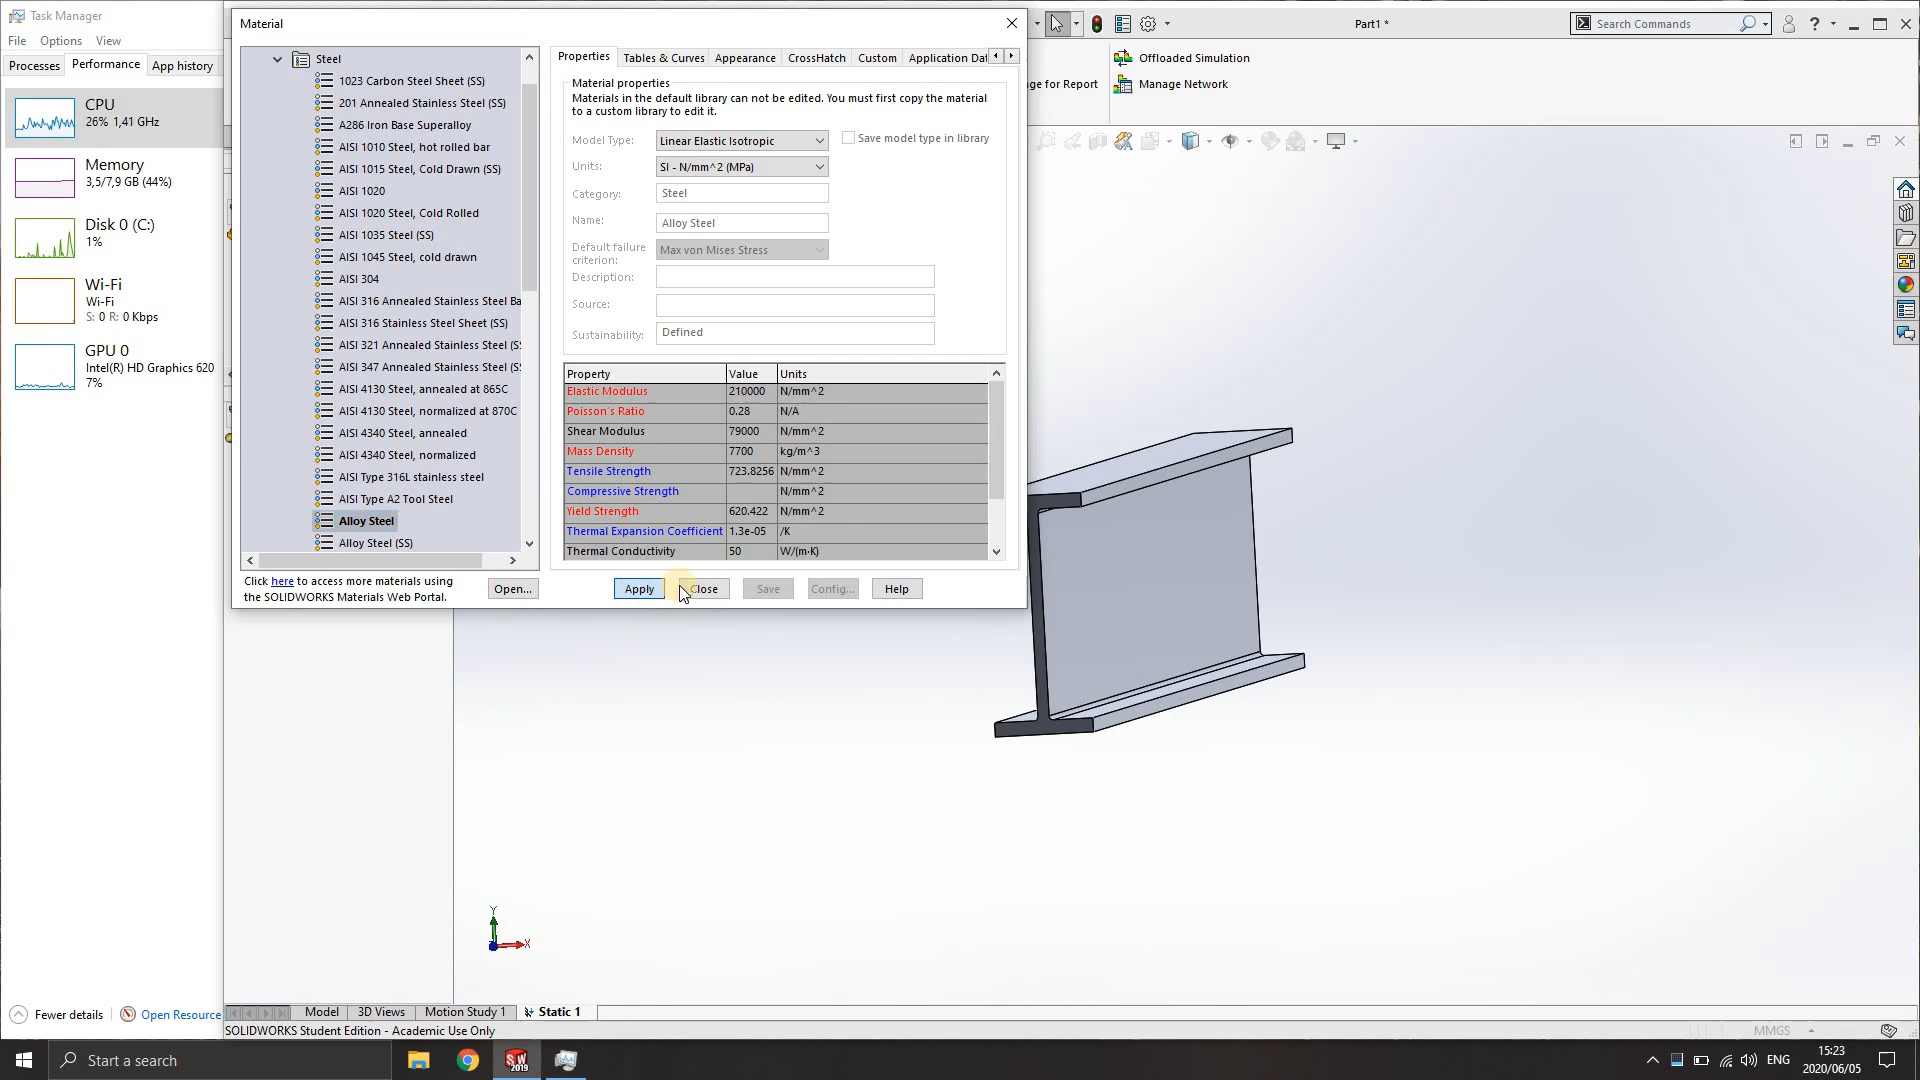 Task Manager
File Options View
Processes Performance App history
CPU
26% 1,41 GHz
Memory
3,5/7,9 GB (44%)
Disk 0 (C:)
1%
Wi-Fi
Wi-Fi
S: 0 R: 0 Kbps
GPU 0
Intel(R) HD Graphics 620
7%
Fewer details
Open Resource
Material
Steel
1023 Carbon Steel Sheet (SS)
201 Annealed Stainless Steel (SS)
A286 Iron Base Superalloy
AISI 1010 Steel, hot rolled bar
AISI 1015 Steel, Cold Drawn (SS)
AISI 1020
AISI 1020 Steel, Cold Rolled
AISI 1035 Steel (SS)
AISI 1045 Steel, cold drawn
AISI 304
AISI 316 Annealed Stainless Steel Ba
AISI 316 Stainless Steel Sheet (SS)
AISI 321 Annealed Stainless Steel (S
AISI 347 Annealed Stainless Steel (S
AISI 4130 Steel, annealed at 865C
AISI 4130 Steel, normalized at 870C
AISI 4340 Steel, annealed
AISI 4340 Steel, normalized
AISI Type 316L stainless steel
AISI Type A2 Tool Steel
Alloy Steel
Alloy Steel (SS)
Click here to access more materials using
the SOLIDWORKS Materials Web Portal.
Open...
Properties Tables & Curves Appearance CrossHatch Custom Application Dat
Material properties
Materials in the default library can not be edited. You must first copy the material
to a custom library to edit it.
Model Type: Linear Elastic Isotropic Save model type in library
Units: SI - N/mm^2 (MPa)
Category: Steel
Name: Alloy Steel
Default failure
criterion: Max von Mises Stress
Description:
Source:
Sustainability: Defined
Property Value Units
Elastic Modulus 210000 N/mm^2
Poisson's Ratio 0.28 N/A
Shear Modulus 79000 N/mm^2
Mass Density 7700 kg/m^3
Tensile Strength 723.8256 N/mm^2
Compressive Strength N/mm^2
Yield Strength 620.422 N/mm^2
Thermal Expansion Coefficient 1.3e-05 /K
Thermal Conductivity 50 W/(m·K)
Apply Close Save Config... Help
Part1 *
Search Commands
?
Offloaded Simulation
ge for Report
Manage Network
Y
X
Model 3D Views Motion Study 1 Static 1
SOLIDWORKS Student Edition - Academic Use Only
MMGS
Start a search
SW
2019
ENG
15:23
2020/06/05